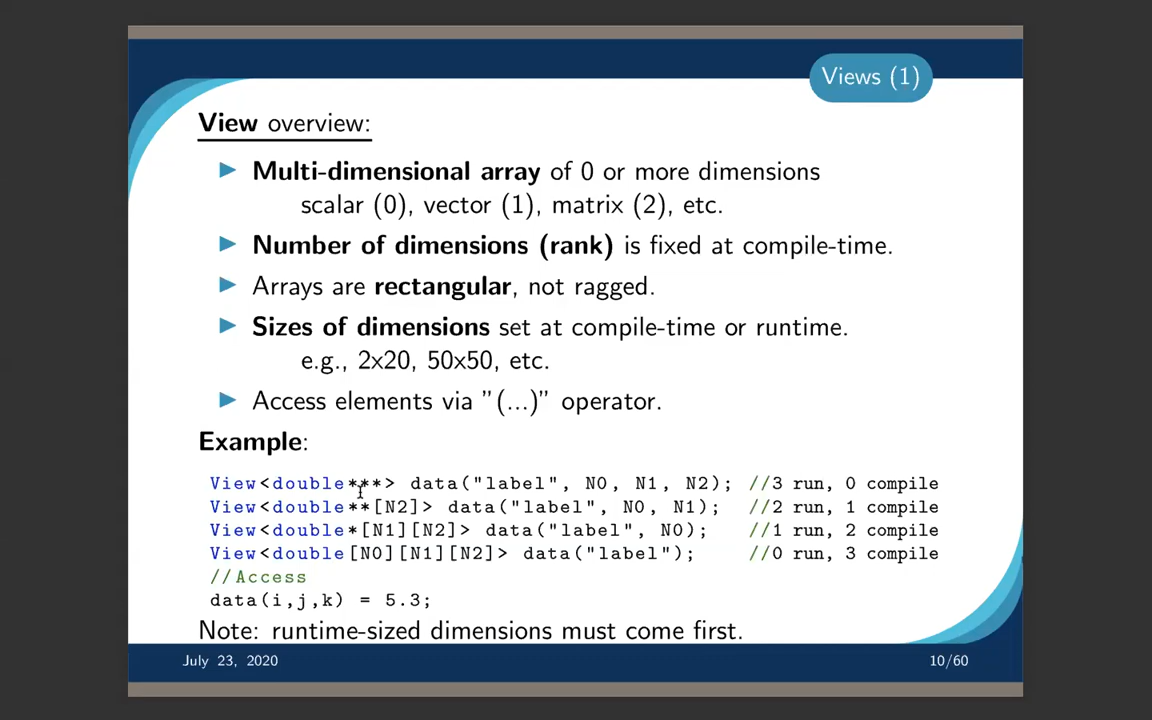 Views (1)
View overview:
Multi-dimensional array of 0 or more dimensions
scalar (0), vector (1), matrix (2), etc.
Number of dimensions (rank) is fixed at compile-time.
Arrays are rectangular, not ragged.
Sizes of dimensions set at compile-time or runtime.
e.g., 2x20, 50x50, etc.
Access elements via "(...)" operator.
Example:
View<double***> data("label", N0, N1, N2); //3 run, 0 compile
View<double**[N2]> data("label", N0, N1); //2 run, 1 compile
View<double*[N1][N2]> data("label", N0); //1 run, 2 compile
View<double[N0][N1][N2]> data("label"); //0 run, 3 compile
//Access
data(i,j,k) = 5.3;
Note: runtime-sized dimensions must come first.
July 23, 2020 10/60